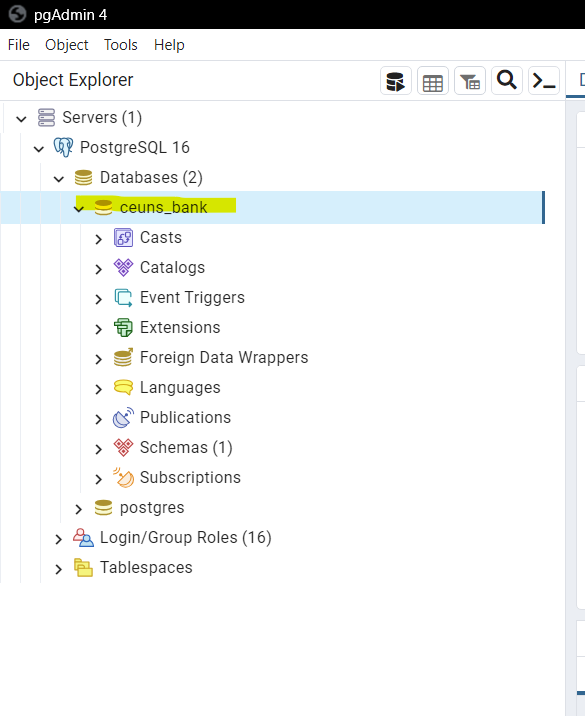 pgAdmin 4
File Object Tools Help
Object Explorer
Servers (1)
PostgreSQL 16
Databases (2)
ceuns_bank
Casts
Catalogs
Event Triggers
Extensions
Foreign Data Wrappers
Languages
Publications
Schemas (1)
Subscriptions
postgres
Login/Group Roles (16)
Tablespaces